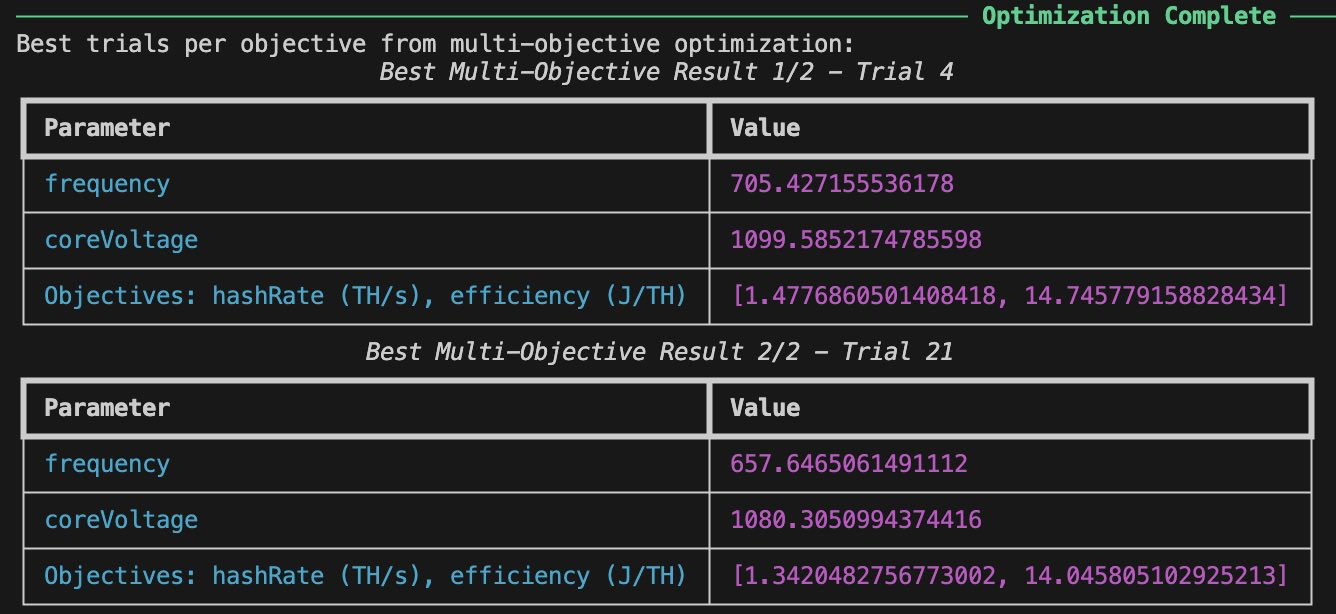 Optimization Complete
Best trials per objective from multi-objective optimization:
Best Multi-Objective Result 1/2 - Trial 4
Parameter Value
frequency 705.427155536178
coreVoltage 1099.5852174785598
Objectives: hashRate (TH/s), efficiency (J/TH) [1.4776860501408418, 14.745779158828434]
Best Multi-Objective Result 2/2 - Trial 21
Parameter Value
frequency 657.6465061491112
coreVoltage 1080.3050994374416
Objectives: hashRate (TH/s), efficiency (J/TH) [1.3420482756773002, 14.045805102925213]